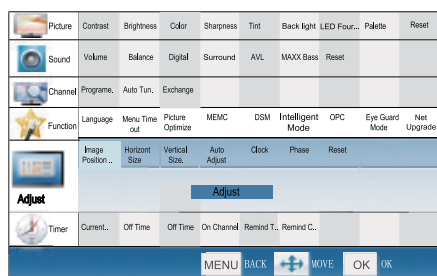 Picture Contrast Brightness Color Sharpness Tint Back light LED Four... Palette Reset
Sound Volume Balance Digital Surround AVL MAXX Bass Reset
Channel Programe. Auto Tun. Exchange
Function Language Menu Time out Picture Optimize MEMC DSM Intelligent Mode OPC Eye Guard Mode Net Upgrade
Adjust Image Position .. Horizont Size Vertical Size. Auto Adjust Clock Phase Reset
Adjust
Timer Current.. Off Time Off Time On Channel Remind T.. Remind C..
MENU BACK MOVE OK OK